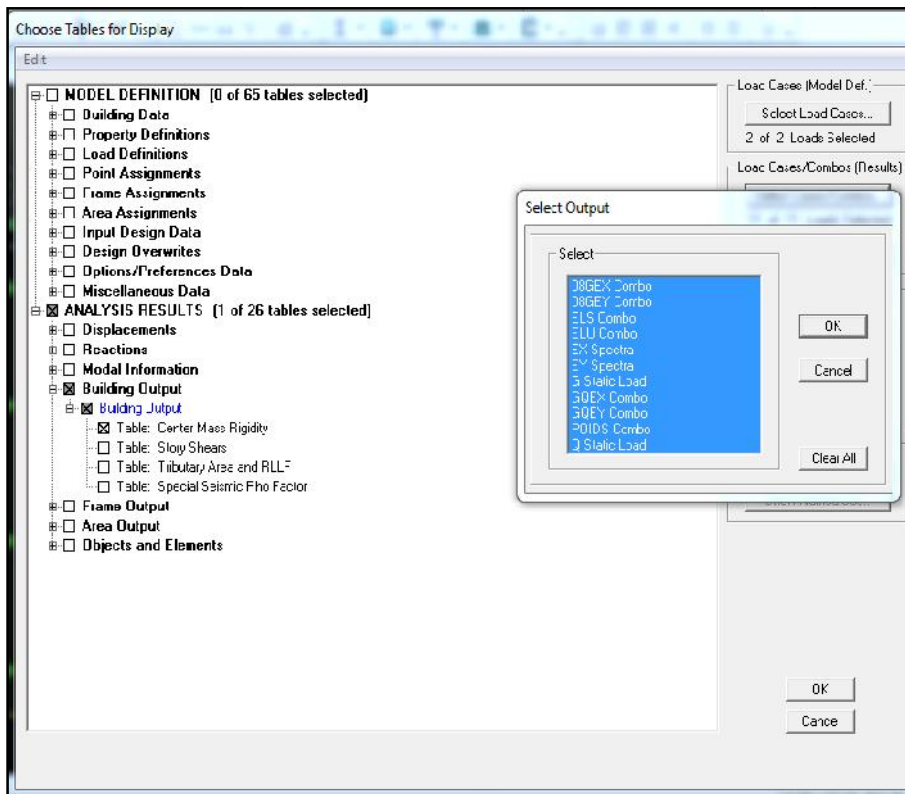 Choose Tables for Display
Edit
MODEL DEFINITION (0 of 65 tables selected)
Building Data
Property Definitions
Load Definitions
Point Assignments
Frame Assignments
Area Assignments
Input Design Data
Design Overwrites
Options/Preferences Data
Miscellaneous Data
ANALYSIS RESULTS (1 of 26 tables selected)
Displacements
Reactions
Modal Information
Building Output
Building Output
Table: Center Mass Rigidity
Table: Story Shears
Table: Tributary Area and RLLF
Table: Special Seismic Rho Factor
Frame Output
Area Output
Objects and Elements
Load Cases (Model Def.)
Select Load Cases...
2 of 2 Loads Selected
Load Cases/Combos (Results)
Select Output
Select
08GEX Combo
08GEY Combo
ELS Combo
ELU Combo
EX Spectra
EY Spectra
G Static Load
GQEX Combo
GQEY Combo
POIDS Combo
Q Static Load
OK
Cancel
Clear All
OK
Cancel